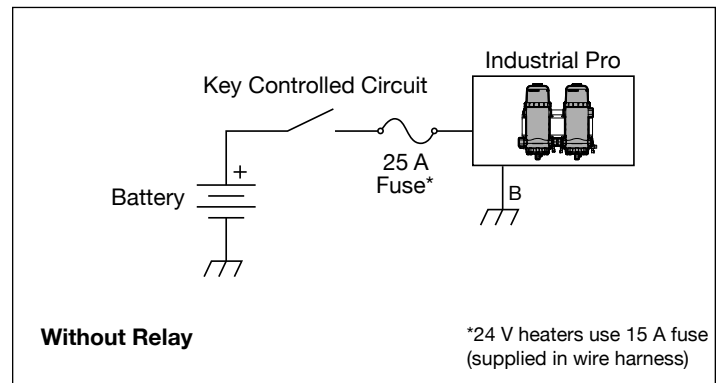 Industrial Pro
Key Controlled Circuit
25 A
Fuse*
+
Battery
B
Without Relay
*24 V heaters use 15 A fuse
(supplied in wire harness)